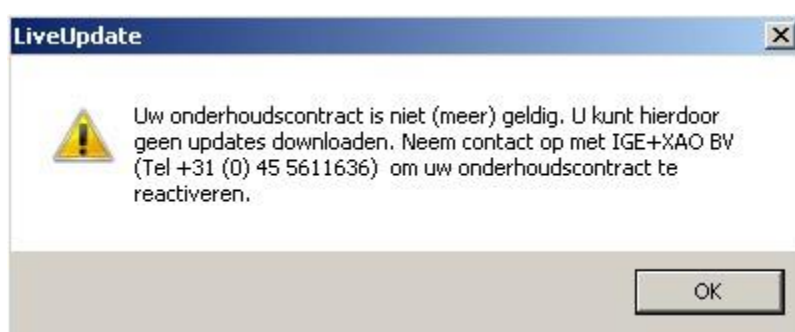 LiveUpdate
Uw onderhoudscontract is niet (meer) geldig. U kunt hierdoor
geen updates downloaden. Neem contact op met IGE+XAO BV
(Tel +31 (0) 45 5611636)  om uw onderhoudscontract te
reactiveren.
OK